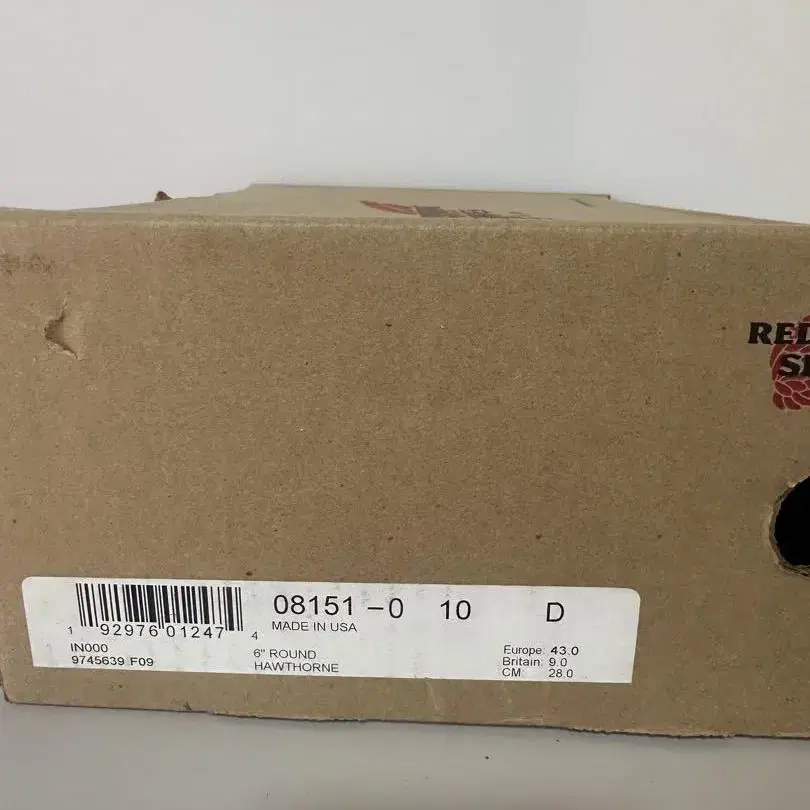 RED
08151 -0 10 D
MADE IN USA
1 92976 01247 4
IN000
9745639 F09
6" ROUND
HAWTHORNE
Europe: 43.0
Britain: 9.0
CM 28.0